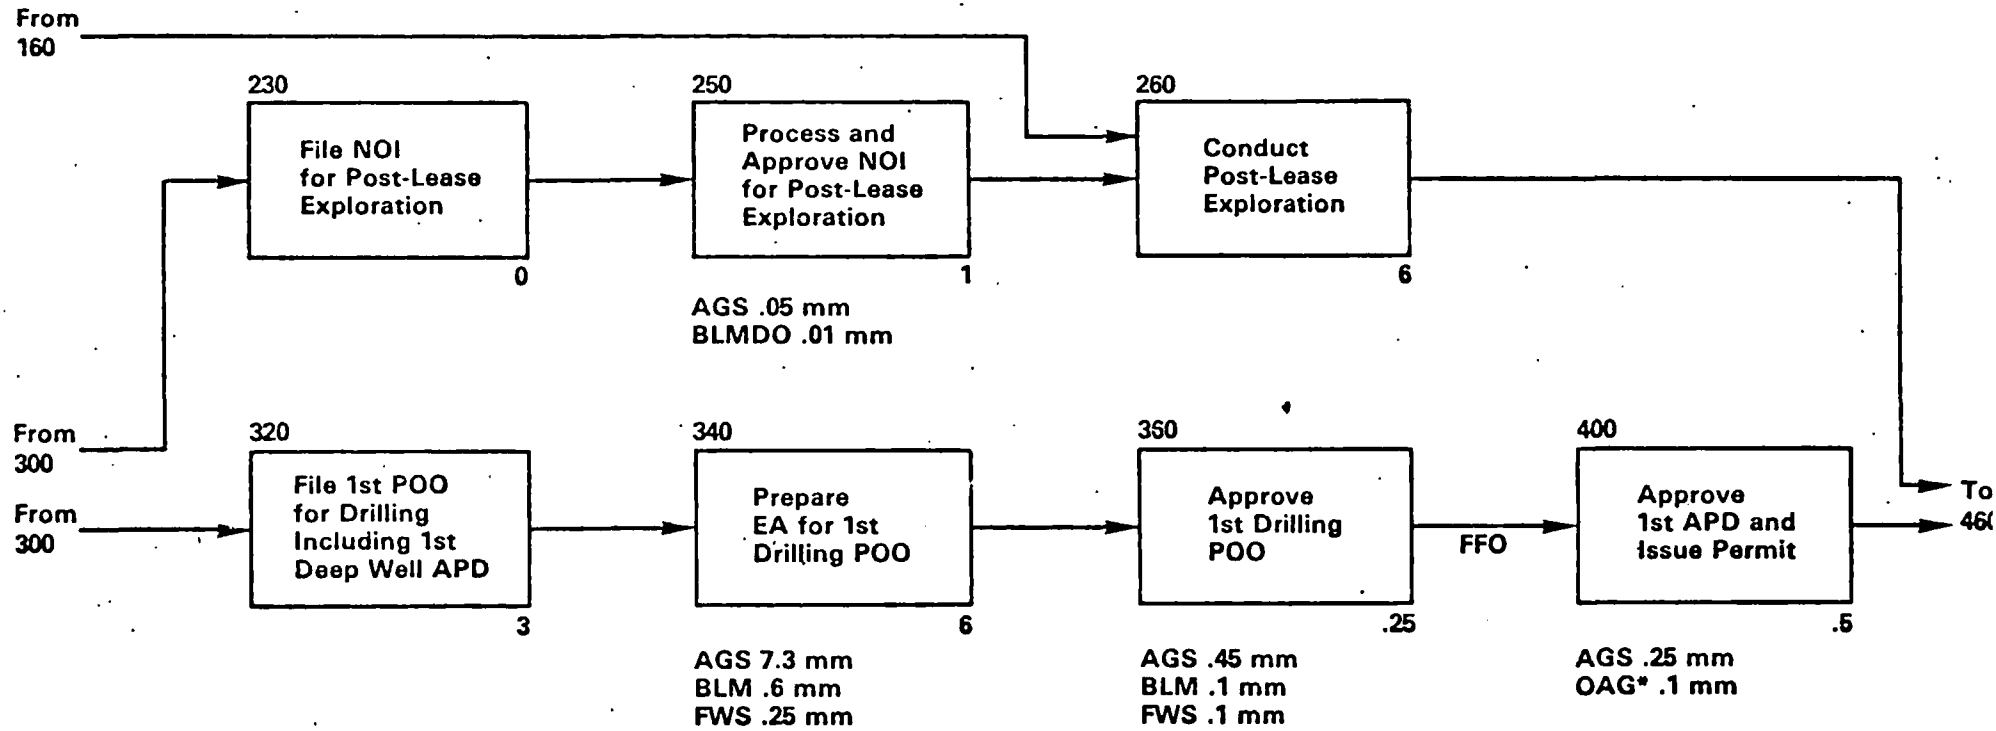 From
160
230
File NOI
for Post-Lease
Exploration
0
250
Process and
Approve NOI
for Post-Lease
Exploration
1
AGS .05 mm
BLMDO .01 mm
260
Conduct
Post-Lease
Exploration
6
From
300
From
300
320
File 1st POO
for Drilling
Including 1st
Deep Well APD
3
340
Prepare
EA for 1st
Drilling POO
6
AGS 7.3 mm
BLM .6 mm
FWS .25 mm
360
Approve
1st Drilling
POO
.25
AGS .45 mm
BLM .1 mm
FWS .1 mm
FFO
400
Approve
1st APD and
Issue Permit
.5
AGS .25 mm
OAG* .1 mm
To
460